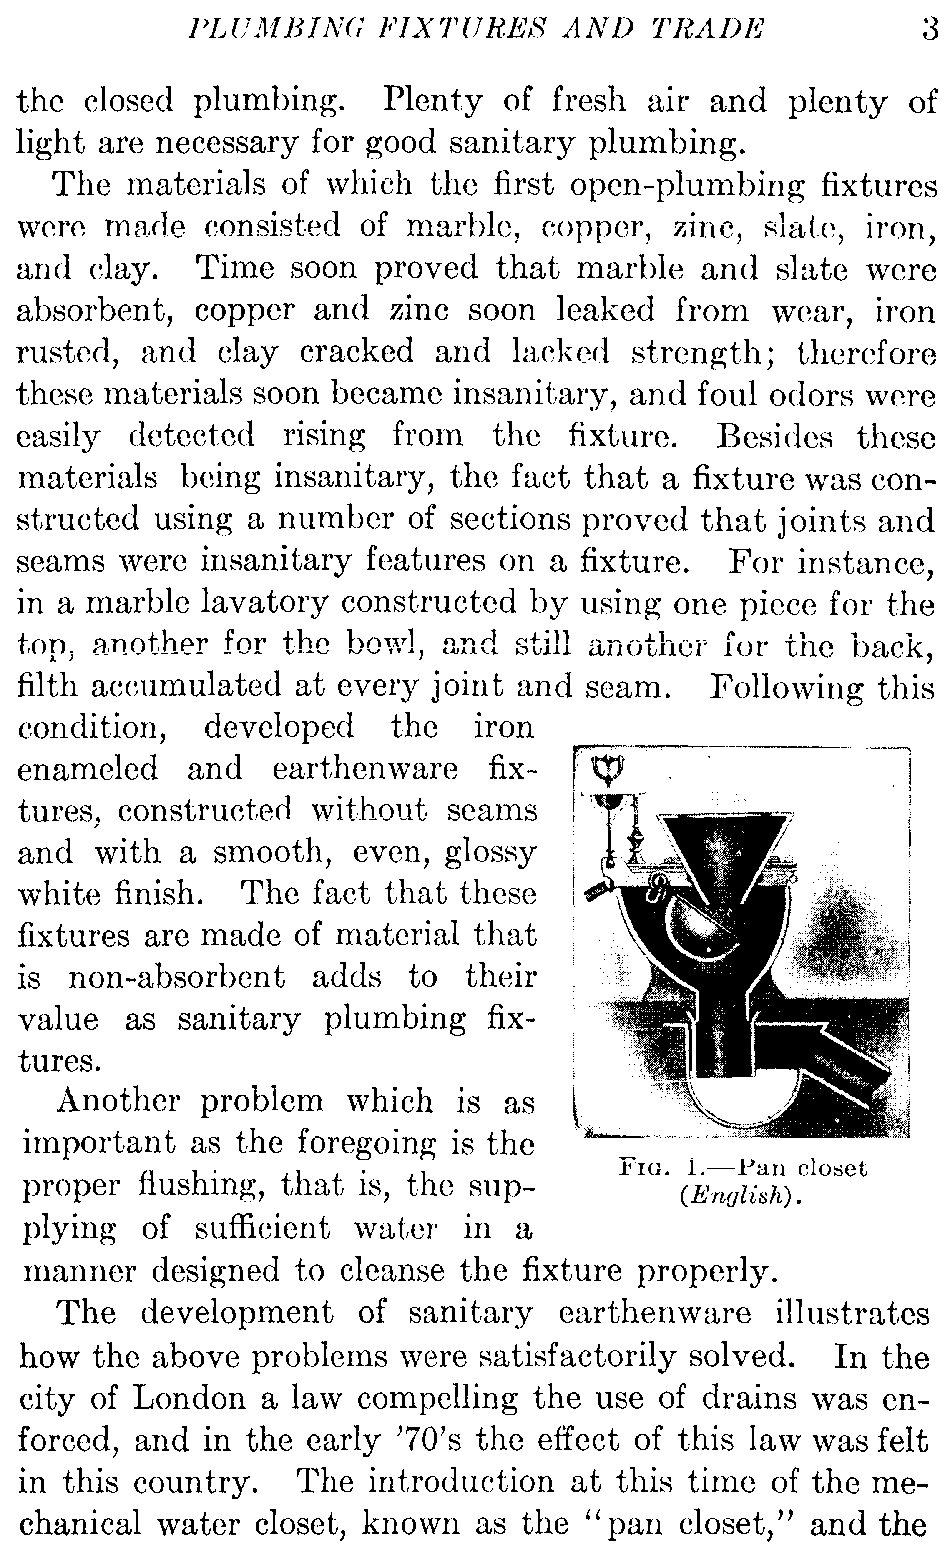 PLUMBING FIXTURES AND TRADE 3
the closed plumbing. Plenty of fresh air and plenty of
light are necessary for good sanitary plumbing.
The materials of which the first open-plumbing fixtures
were made consisted of marble, copper, zinc, slate, iron,
and clay. Time soon proved that marble and slate were
absorbent, copper and zinc soon leaked from wear, iron
rusted, and clay cracked and lacked strength; therefore
these materials soon became insanitary, and foul odors were
easily detected rising from the fixture. Besides these
materials being insanitary, the fact that a fixture was con-
structed using a number of sections proved that joints and
seams were insanitary features on a fixture. For instance,
in a marble lavatory constructed by using one piece for the
top, another for the bowl, and still another for the back,
filth accumulated at every joint and seam. Following this
condition, developed the iron
enameled and earthenware fix-
tures, constructed without seams
and with a smooth, even, glossy
white finish. The fact that these
fixtures are made of material that
is non-absorbent adds to their
value as sanitary plumbing fix-
tures.
Another problem which is as
important as the foregoing is the
proper flushing, that is, the sup-
plying of sufficient water in a
manner designed to cleanse the fixture properly.
FIG. 1.—Pan closet
(English).
The development of sanitary earthenware illustrates
how the above problems were satisfactorily solved. In the
city of London a law compelling the use of drains was en-
forced, and in the early '70's the effect of this law was felt
in this country. The introduction at this time of the me-
chanical water closet, known as the "pan closet," and the